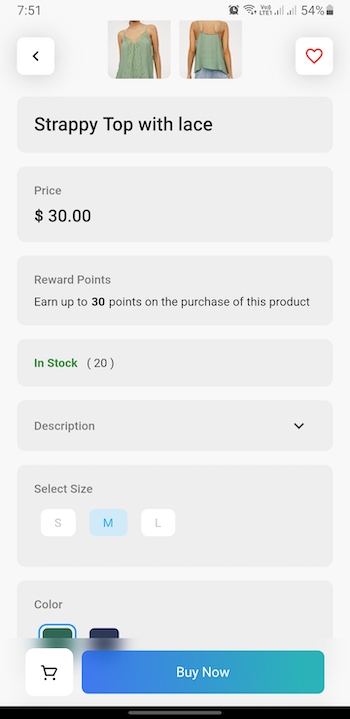 7:51
Vo)) LTE1 54%
Strappy Top with lace
Price
$ 30.00
Reward Points
Earn up to 30 points on the purchase of this product
In Stock ( 20 )
Description
Select Size
S M L
Color
Buy Now